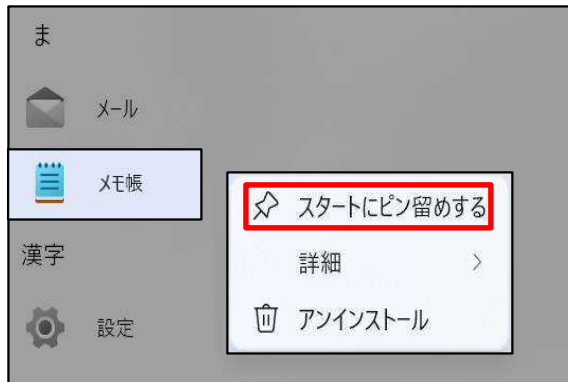 ま
メール
メモ帳
スタートにピン留めする
詳細
アンインストール
漢字
設定